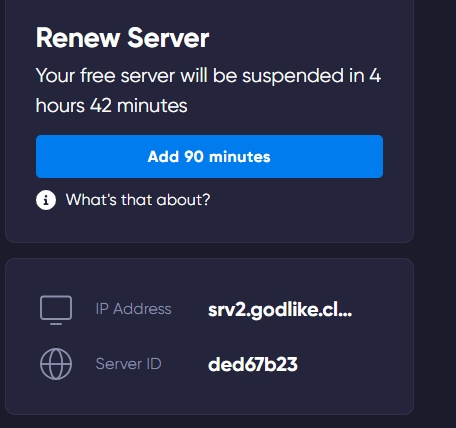 Renew Server
Your free server will be suspended in 4
hours 42 minutes
Add 90 minutes
What's that about?
IP Address srv2.godlike.cl...
Server ID ded67b23